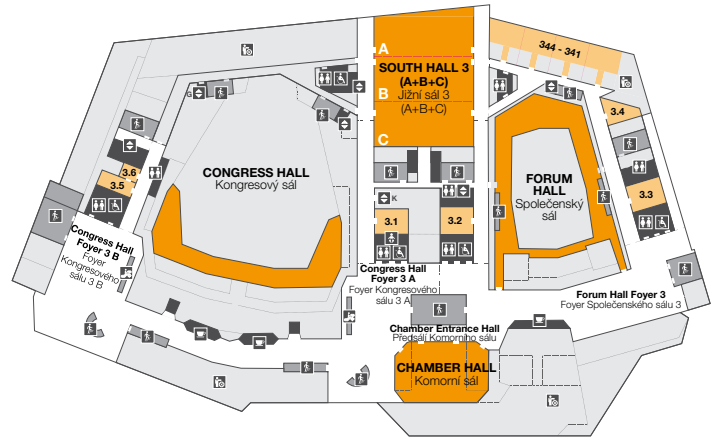 344 - 341
A
SOUTH HALL 3
(A+B+C)
B
Jižní sál 3
(A+B+C)
C
G
3.4
3.6
3.5
CONGRESS HALL
Kongresový sál
FORUM
HALL
Společenský
sál
3.3
K
3.1
3.2
Congress Hall
Foyer 3 B
Foyer
Kongresového
sálu 3 B
Congress Hall
Foyer 3 A
Foyer Kongresového
sálu 3 A
Forum Hall Foyer 3
Foyer Společenského sálu 3
Chamber Entrance Hall
Předsálí Komorního sálu
CHAMBER HALL
Komorní sál